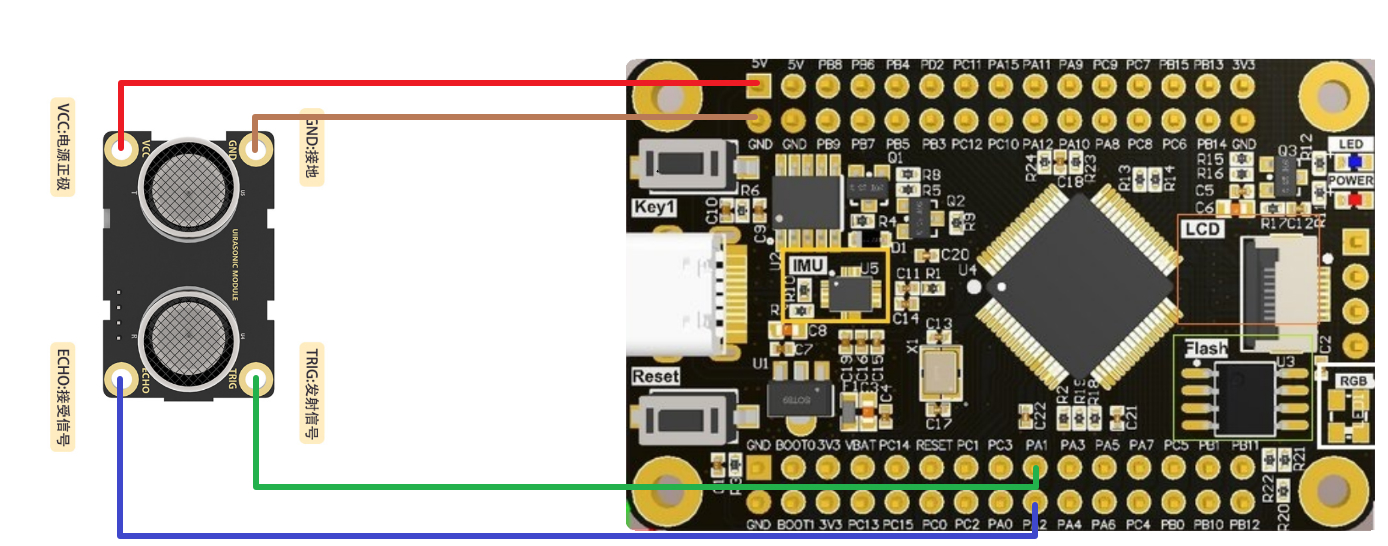 VCC:电源正极
GND:接地
VCC
GND
UIRASONIC MODULE
T
R
ECHO
TRIG
ECHO:接受信号
TRIG:发射信号
5V 5V PB8 PB6 PB4 PD2 PC11 PA15 PA11 PA9 PC9 PC7 PB15 PB13 3V3
GND GND PB9 PB7 PB5 PB3 PC12 PC10 PA12 PA10 PA8 PC8 PC6 PB14 GND
Key1
R6
C10
C9
U2
Q1
R8
R5
R4
Q2
R9
D1
C20
R24
C18
R23
R13
R14
R15
R16
C5
C6
Q3
R12
R17
C12
LED
POWER
LCD
IMU
U5
R10
C11 R1
C14
U4
C8
C7
C13
X1
C17
C19
C16
C15
U1
SOT89
C3
C4
Reset
R19
R18
C22
C21
Flash
U3
C2
RGB
LED1
R21
R22
R20
GND BOOT0 3V3 VBAT PC14 RESET PC1 PC3 PA1 PA3 PA5 PA7 PC5 PB1 PB11
GND BOOT1 3V3 PC13 PC15 PC0 PC2 PA0 PA2 PA4 PA6 PC4 PB0 PB10 PB12